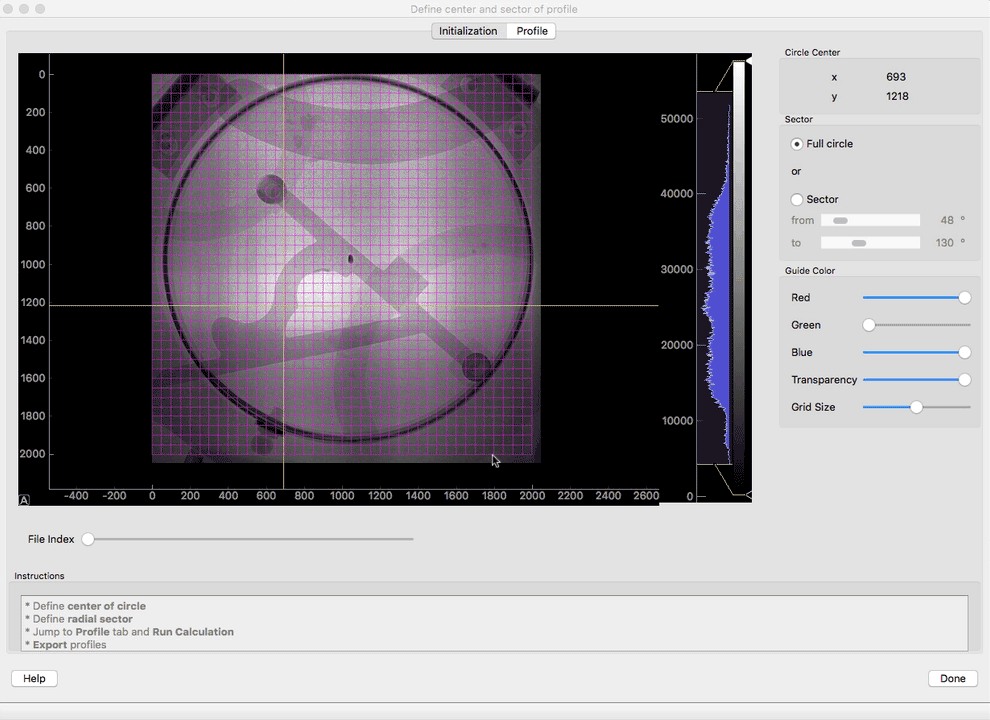 Define center and sector of profile
Initialization Profile
Circle Center
x 693
y 1218
Sector
Full circle
or
Sector
from 48 °
to 130 °
Guide Color
Red
Green
Blue
Transparency
Grid Size
0
200
400
600
800
1000
1200
1400
1600
1800
2000
-400 -200 0 200 400 600 800 1000 1200 1400 1600 1800 2000 2200 2400 2600
A
50000
40000
30000
20000
10000
0
File Index
Instructions
* Define center of circle
* Define radial sector
* Jump to Profile tab and Run Calculation
* Export profiles
Help Done